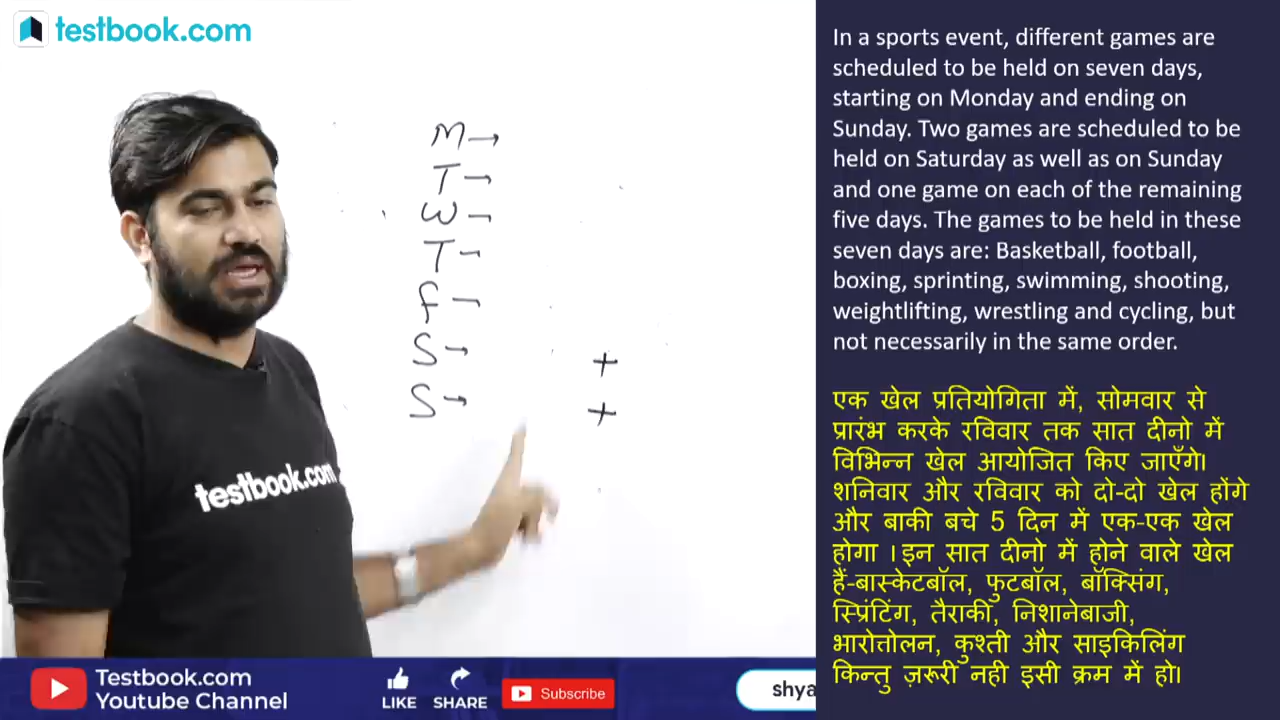 testbook.com
M→
T→
W→
T→
F→
S→ +
S→ +
testbook.com
In a sports event, different games are
scheduled to be held on seven days,
starting on Monday and ending on
Sunday. Two games are scheduled to be
held on Saturday as well as on Sunday
and one game on each of the remaining
five days. The games to be held in these
seven days are: Basketball, football,
boxing, sprinting, swimming, shooting,
weightlifting, wrestling and cycling, but
not necessarily in the same order.
एक खेल प्रतियोगिता में, सोमवार से
प्रारंभ करके रविवार तक सात दीनो में
विभिन्न खेल आयोजित किए जाएँगे।
शनिवार और रविवार को दो-दो खेल होंगे
और बाकी बचे 5 दिन में एक-एक खेल
होगा ।इन सात दीनो में होने वाले खेल
हैं-बास्केटबॉल, फुटबॉल, बॉक्सिंग,
स्प्रिंटिंग, तैराकी, निशानेबाजी,
भारोत्तोलन, कुश्ती और साइकिलिंग
किन्तु ज़रूरी नही इसी क्रम में हो।
Testbook.com
Youtube Channel
LIKE
SHARE
Subscribe
shya